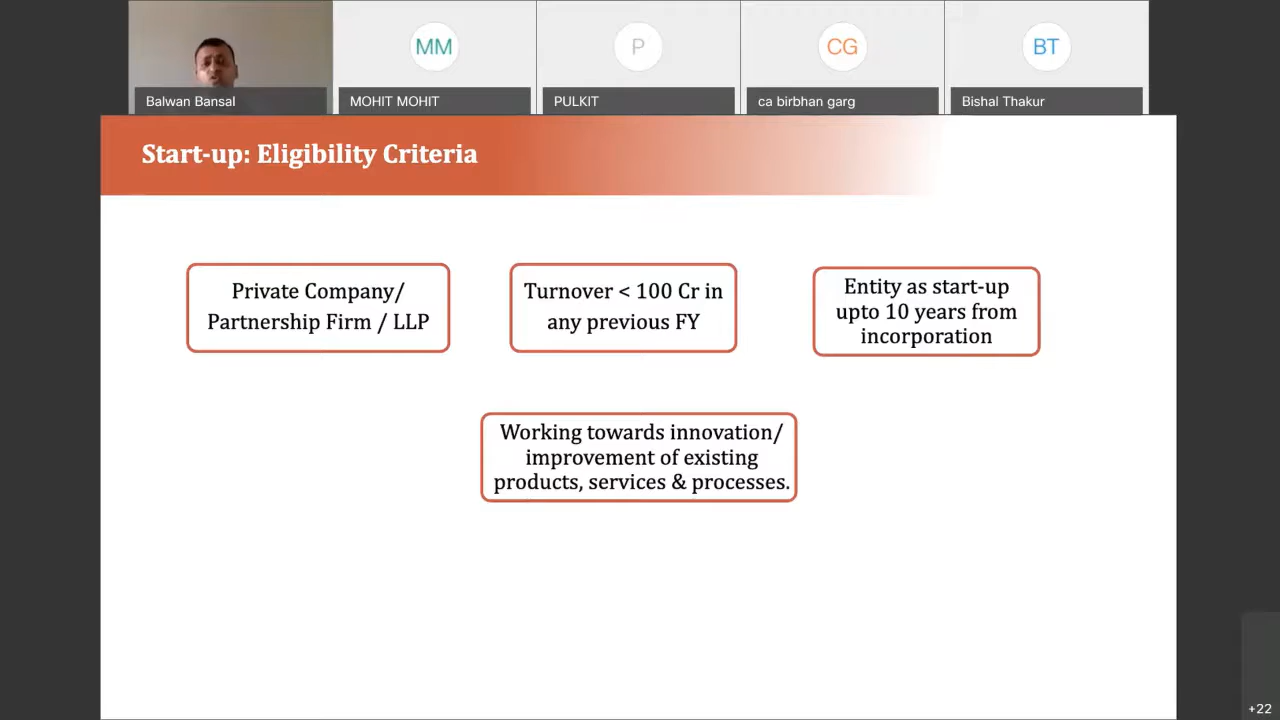 MM
P
CG
BT
Balwan Bansal
MOHIT MOHIT
PULKIT
ca birbhan garg
Bishal Thakur
Start-up: Eligibility Criteria
Private Company/
Partnership Firm / LLP
Turnover < 100 Cr in
any previous FY
Entity as start-up
upto 10 years from
incorporation
Working towards innovation/
improvement of existing
products, services & processes.
+22